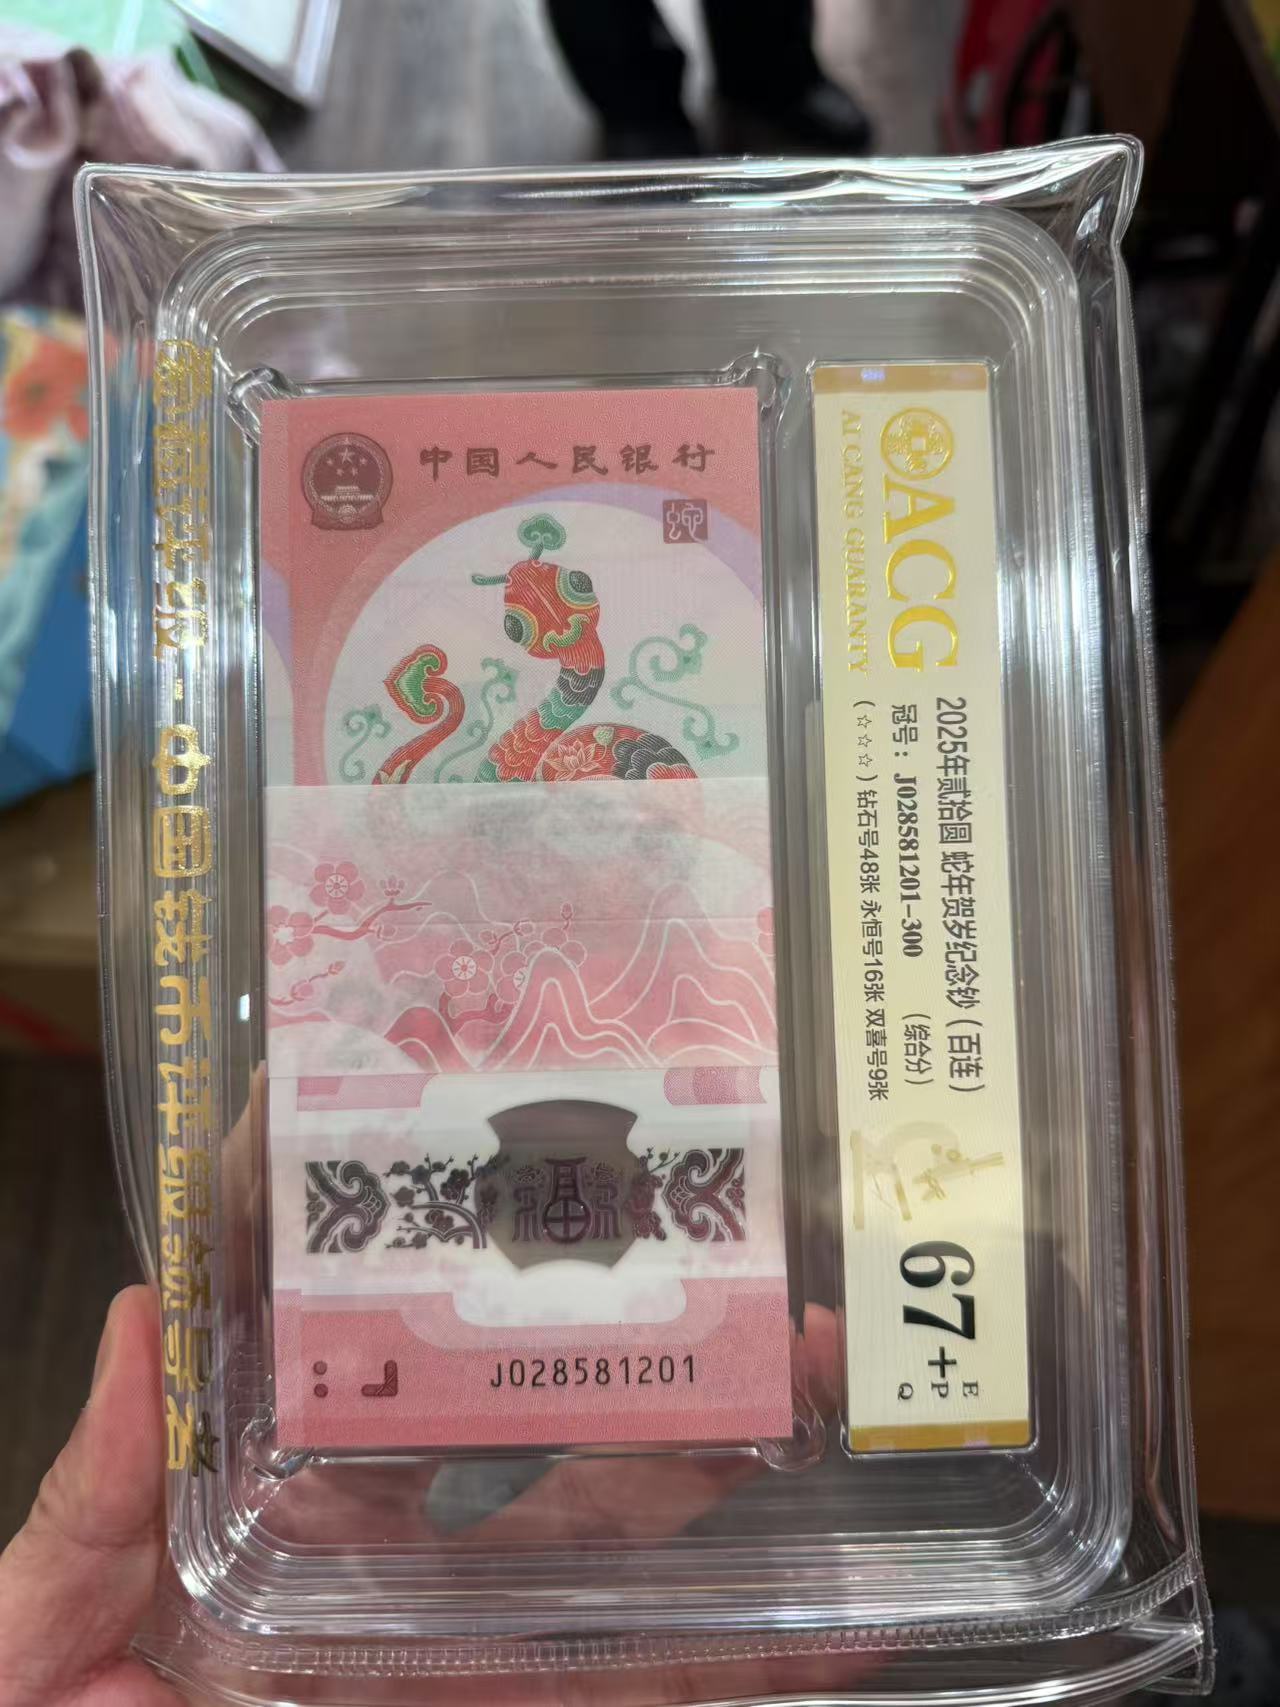 爱藏评级-中国钱币评级领导者
中国人民银行
蛇
福
J028581201
ACG
AI CANG GUARANTY
2025年贰拾圆 蛇年贺岁纪念钞（百连）
冠号：J028581201-300 （综合分）
（☆☆☆）钻石号48张 永恒号16张 双喜号9张
67+
E
P
Q